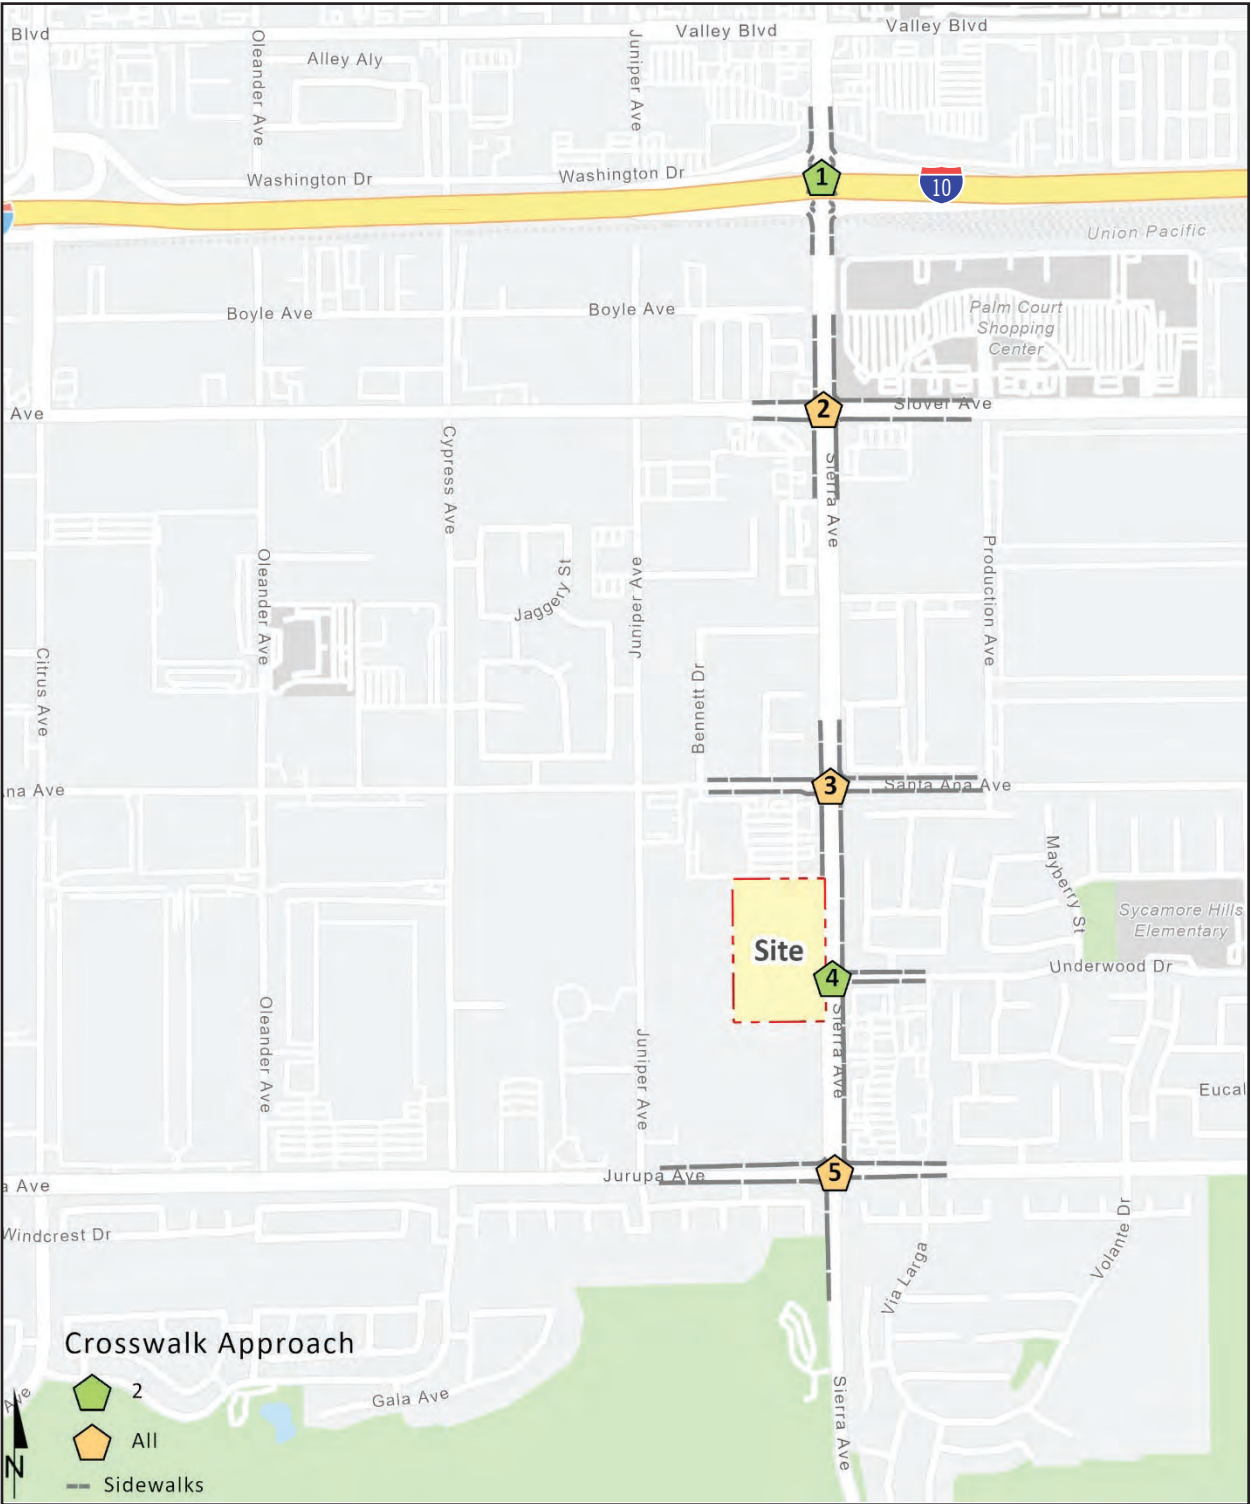 Blvd
Valley Blvd
Valley Blvd
Oleander Ave
Alley Aly
Juniper Ave
Washington Dr
Washington Dr
1
10
Union Pacific
Boyle Ave
Boyle Ave
Palm Court
Shopping
Center
Ave
2
Slover Ave
Cypress Ave
Sierra Ave
Oleander Ave
Jaggery St
Juniper Ave
Production Ave
Citrus Ave
Bennett Dr
na Ave
3
Santa Ana Ave
Mayberry St
Sycamore Hills
Elementary
Site
4
Underwood Dr
Oleander Ave
Juniper Ave
Sierra Ave
Eucal
a Ave
Jurupa Ave
5
Windcrest Dr
Via Larga
Volante Dr
Crosswalk Approach
2
All
Sidewalks
Ave
N
Gala Ave
Sierra Ave